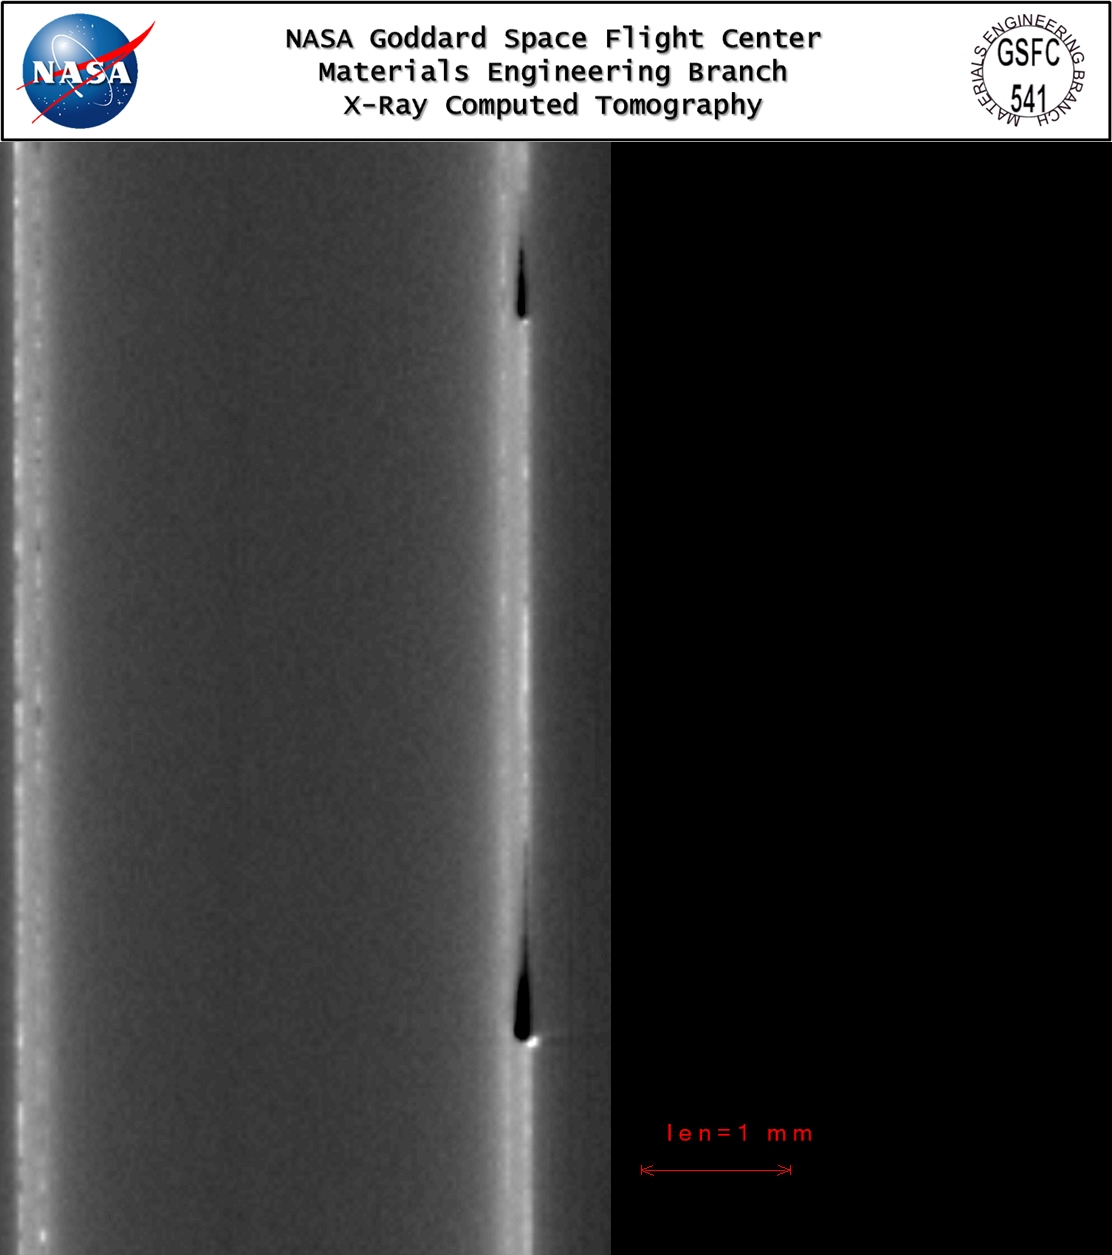 NASA
NASA Goddard Space Flight Center
Materials Engineering Branch
X-Ray Computed Tomography
MATERIALS ENGINEERING BRANCH
GSFC
541
len=1 mm